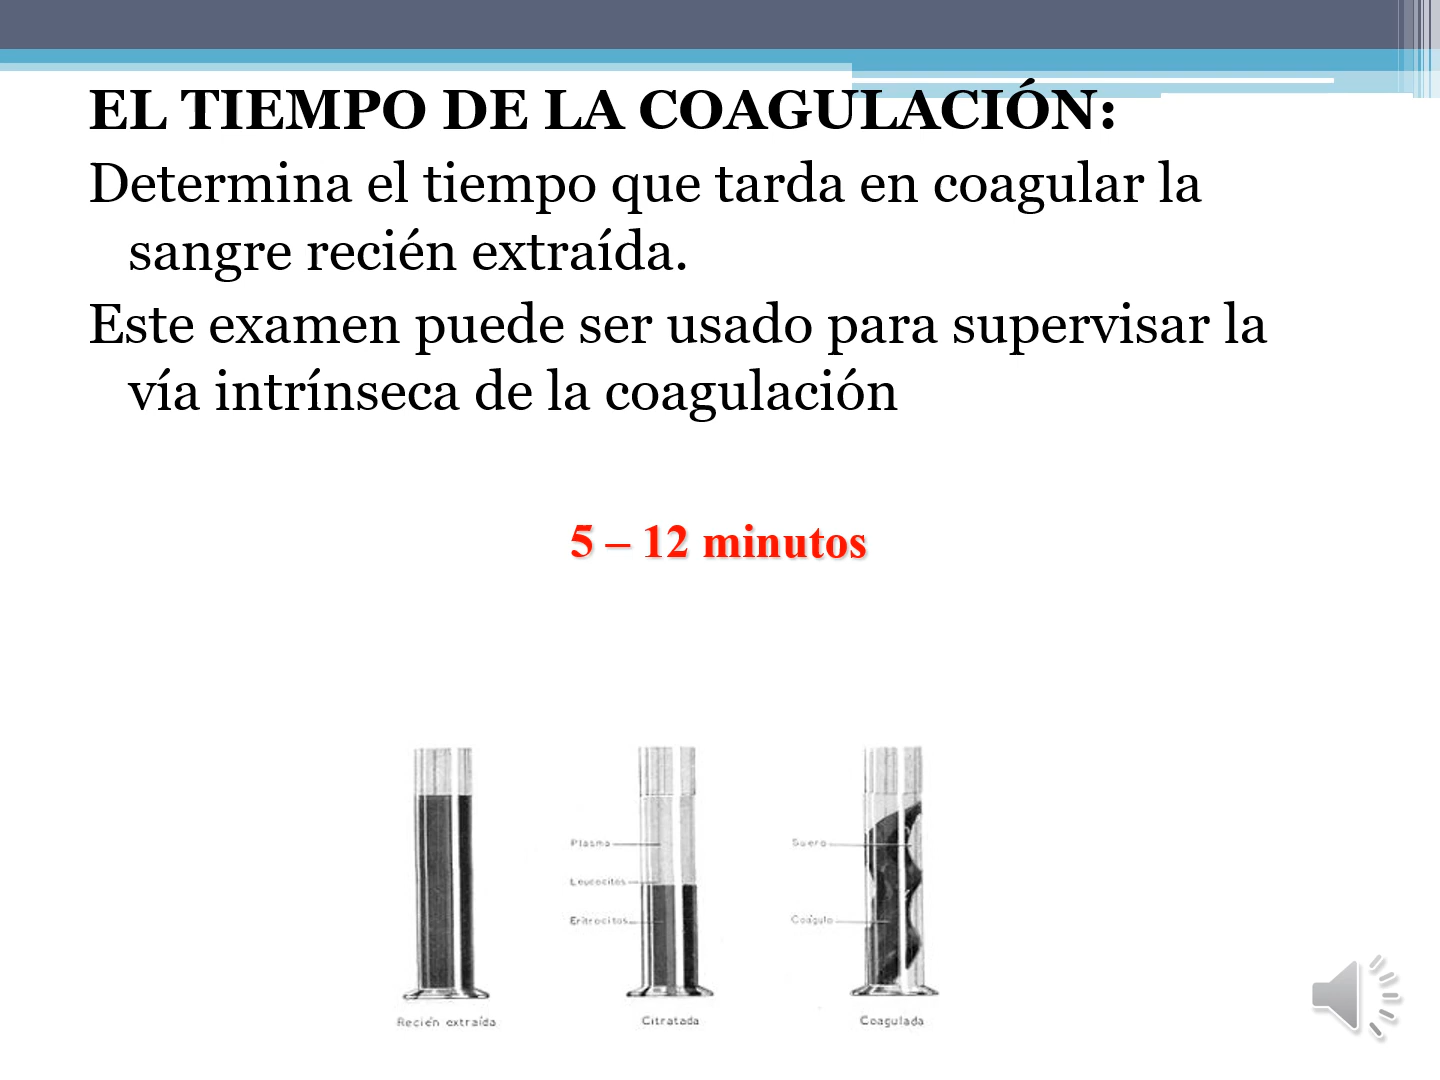 EL TIEMPO DE LA COAGULACIÓN:
Determina el tiempo que tarda en coagular la
sangre recién extraída.
Este examen puede ser usado para supervisar la
vía intrínseca de la coagulación
5 – 12 minutos
Plasma
Suero
Leucocitos
Eritrocitos
Coágulo
Recién extraída
Citratada
Coagulada